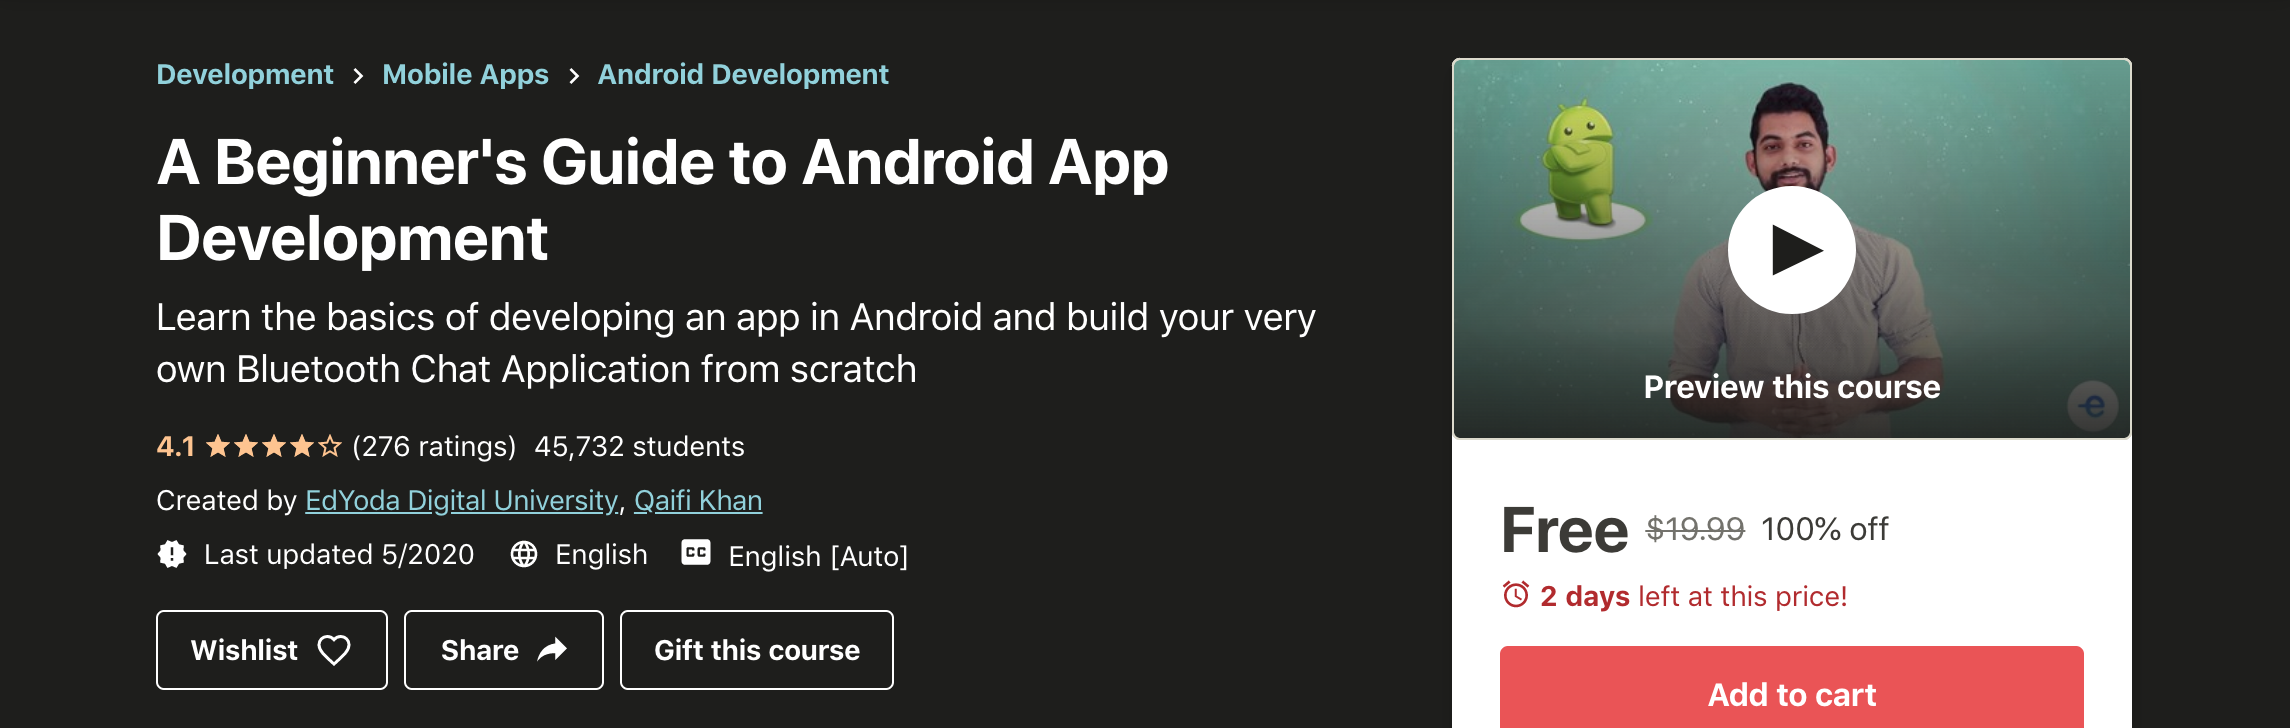 Development > Mobile Apps > Android Development
A Beginner's Guide to Android App
Development
Learn the basics of developing an app in Android and build your very
own Bluetooth Chat Application from scratch
4.1 (276 ratings) 45,732 students
Created by EdYoda Digital University, Qaifi Khan
Last updated 5/2020 English CC English [Auto]
Wishlist Share Gift this course
Preview this course
e
Free $19.99 100% off
2 days left at this price!
Add to cart